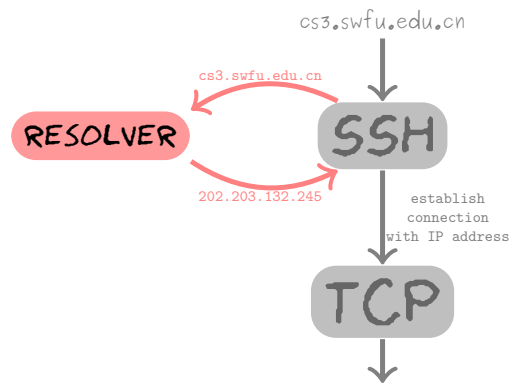 cs3.swfu.edu.cn
cs3.swfu.edu.cn
RESOLVER
SSH
202.203.132.245
establish
connection
with IP address
TCP